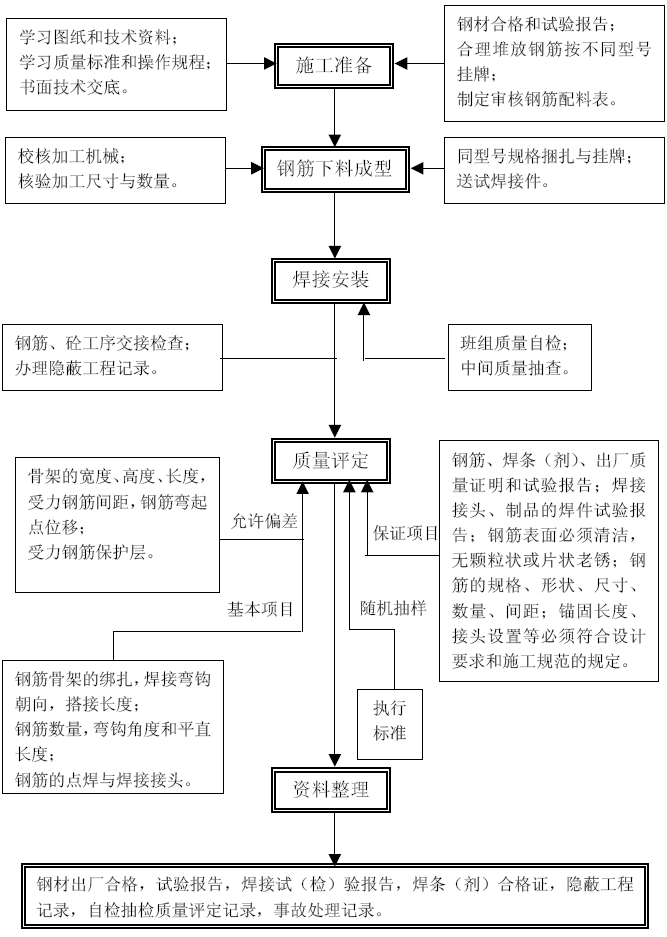 学习图纸和技术资料；
学习质量标准和操作规程；
书面技术交底。
施工准备
钢材合格和试验报告；
合理堆放钢筋按不同型号
挂牌；
制定审核钢筋配料表。
校核加工机械；
核验加工尺寸与数量。
钢筋下料成型
同型号规格捆扎与挂牌；
送试焊接件。
焊接安装
钢筋、砼工序交接检查；
办理隐蔽工程记录。
班组质量自检；
中间质量抽查。
质量评定
骨架的宽度、高度、长度，
受力钢筋间距，钢筋弯起
点位移；
受力钢筋保护层。
允许偏差
保证项目
钢筋、焊条（剂）、出厂质
量证明和试验报告；焊接
接头、制品的焊件试验报
告；钢筋表面必须清洁，
无颗粒状或片状老锈；钢
筋的规格、形状、尺寸、
数量、间距；锚固长度、
接头设置等必须符合设计
要求和施工规范的规定。
基本项目
随机抽样
钢筋骨架的绑扎，焊接弯钩
朝向，搭接长度；
钢筋数量，弯钩角度和平直
长度；
钢筋的点焊与焊接接头。
执行
标准
资料整理
钢材出厂合格，试验报告，焊接试（检）验报告，焊条（剂）合格证，隐蔽工程
记录，自检抽检质量评定记录，事故处理记录。